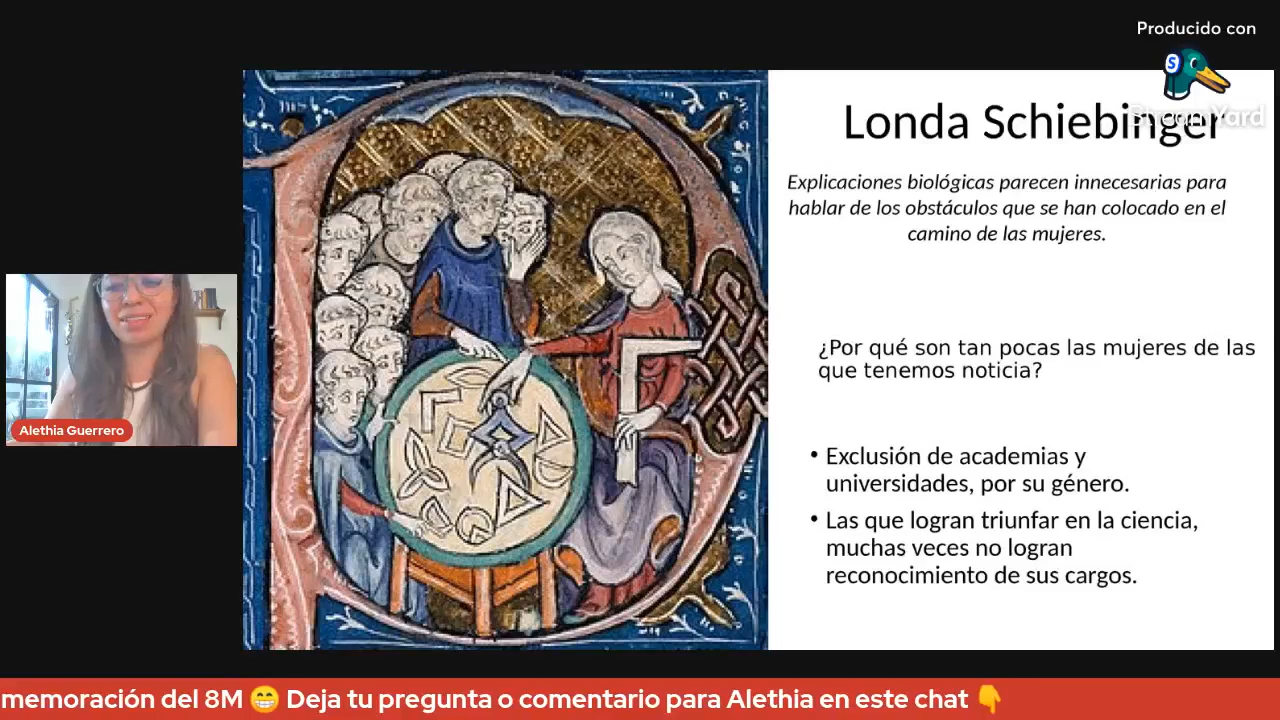 Producido con
S
StreamYard
Londa Schiebinger
Explicaciones biológicas parecen innecesarias para
hablar de los obstáculos que se han colocado en el
camino de las mujeres.
¿Por qué son tan pocas las mujeres de las
que tenemos noticia?
• Exclusión de academias y
universidades, por su género.
• Las que logran triunfar en la ciencia,
muchas veces no logran
reconocimiento de sus cargos.
Alethia Guerrero
memoración del 8M 😁 Deja tu pregunta o comentario para Alethia en este chat 👇